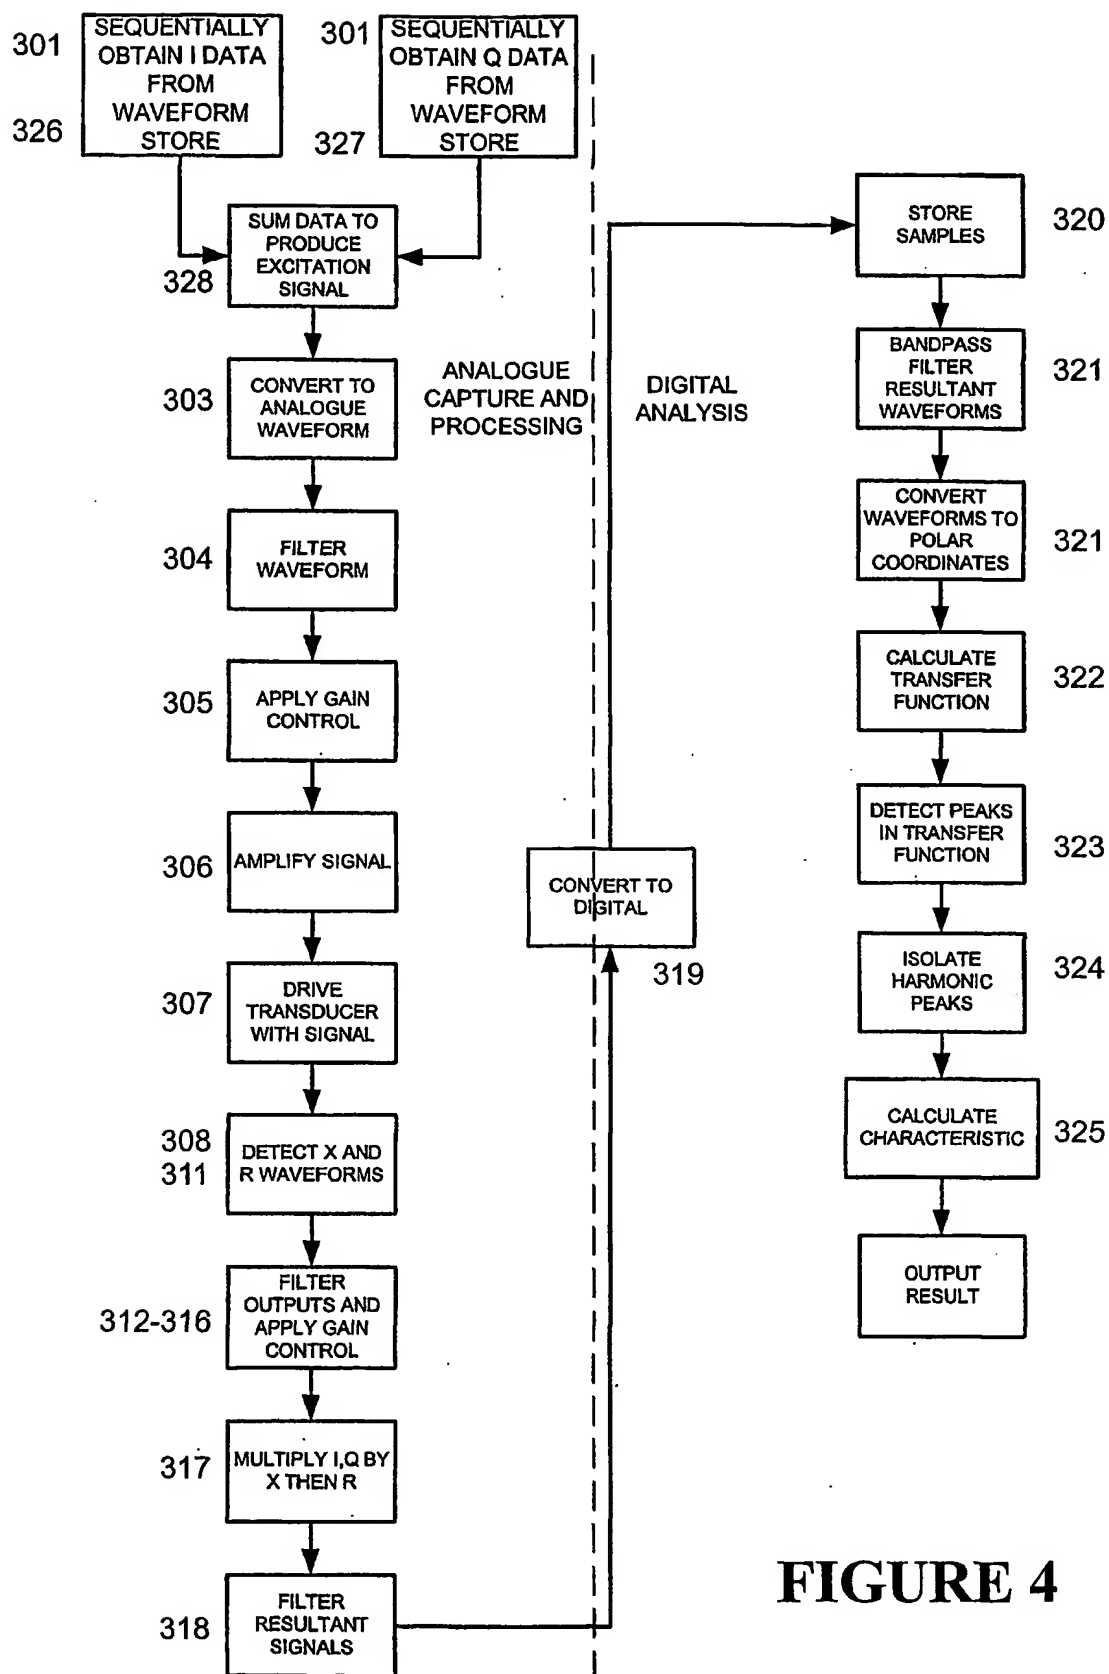 301
326
SEQUENTIALLY
OBTAIN I DATA
FROM
WAVEFORM
STORE
301
327
SEQUENTIALLY
OBTAIN Q DATA
FROM
WAVEFORM
STORE
328
SUM DATA TO
PRODUCE
EXCITATION
SIGNAL
303
CONVERT TO
ANALOGUE
WAVEFORM
ANALOGUE
CAPTURE AND
PROCESSING
DIGITAL
ANALYSIS
304
FILTER
WAVEFORM
305
APPLY GAIN
CONTROL
306
AMPLIFY SIGNAL
307
DRIVE
TRANSDUCER
WITH SIGNAL
308
311
DETECT X AND
R WAVEFORMS
312-316
FILTER
OUTPUTS AND
APPLY GAIN
CONTROL
317
MULTIPLY I,Q BY
X THEN R
318
FILTER
RESULTANT
SIGNALS
CONVERT TO
DIGITAL
319
STORE
SAMPLES
320
BANDPASS
FILTER
RESULTANT
WAVEFORMS
321
CONVERT
WAVEFORMS TO
POLAR
COORDINATES
321
CALCULATE
TRANSFER
FUNCTION
322
DETECT PEAKS
IN TRANSFER
FUNCTION
323
ISOLATE
HARMONIC
PEAKS
324
CALCULATE
CHARACTERISTIC
325
OUTPUT
RESULT
FIGURE 4